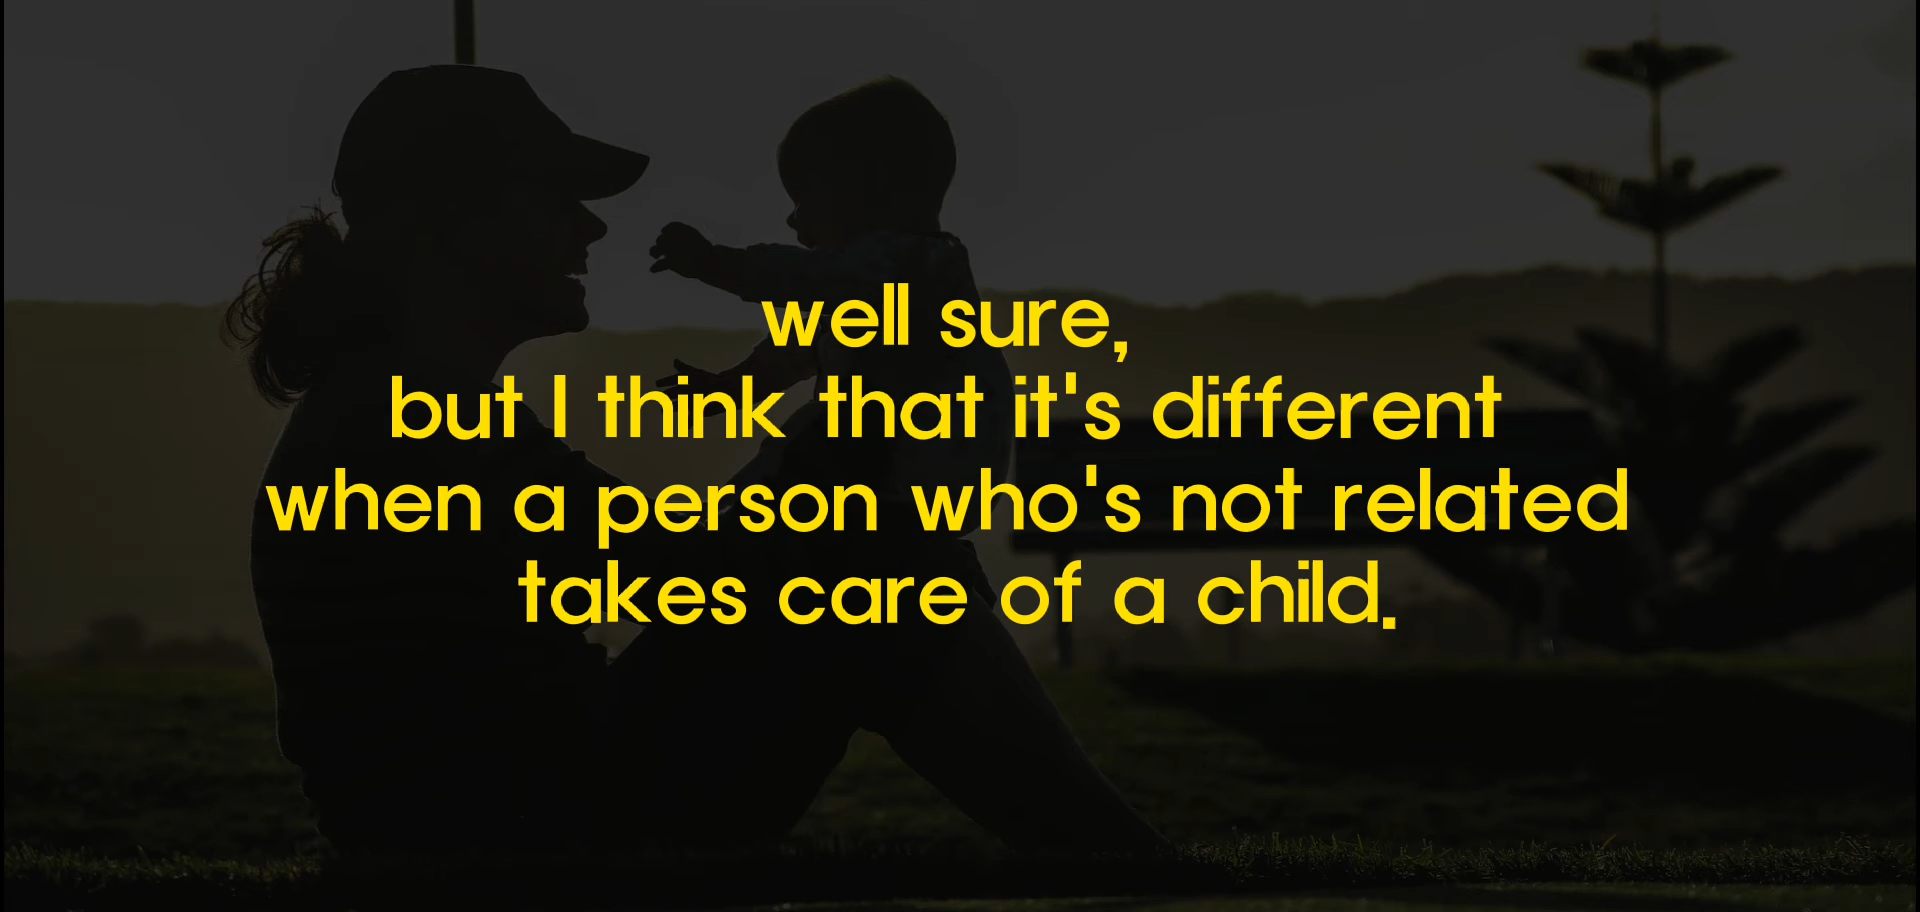 well sure,
but I think that it's different
when a person who's not related
takes care of a child.